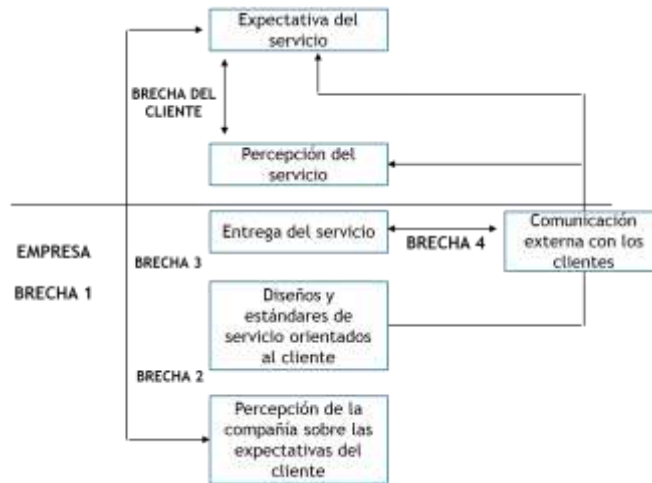 Expectativa del
servicio
BRECHA DEL
CLIENTE
Percepción del
servicio
Entrega del servicio
BRECHA 4
Comunicación
externa con los
clientes
EMPRESA
BRECHA 3
BRECHA 1
Diseños y
estándares de
servicio orientados
al cliente
BRECHA 2
Percepción de la
compañía sobre las
expectativas del
cliente